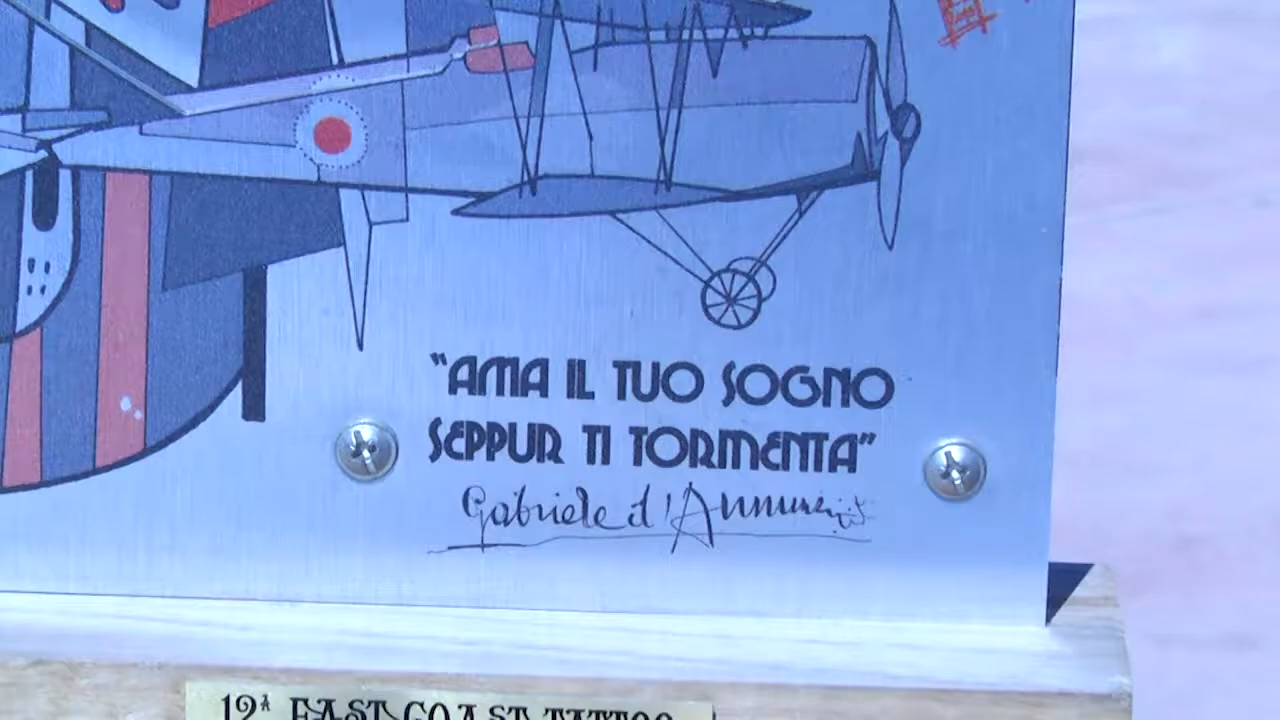 "AMA IL TUO SOGNO
SEPPUR TI TORMENTA"
Gabriele d'Annunzio
12ª EAST COAST TATTOO